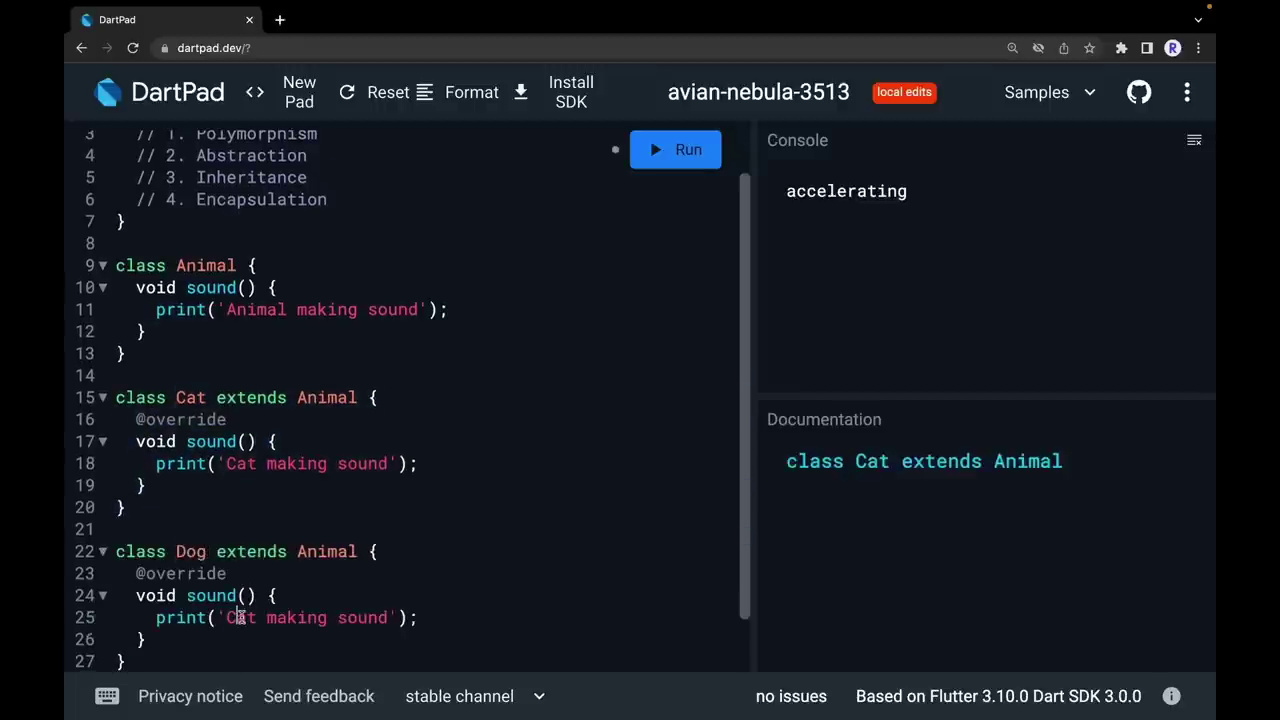 DartPad
dartpad.dev/?
R
DartPad
<> New Pad
Reset
Format
Install SDK
avian-nebula-3513
local edits
Samples
3 // 1. Polymorphism
4 // 2. Abstraction
5 // 3. Inheritance
6 // 4. Encapsulation
7 }
8
9 class Animal {
10 void sound() {
11 print('Animal making sound');
12 }
13 }
14
15 class Cat extends Animal {
16 @override
17 void sound() {
18 print('Cat making sound');
19 }
20 }
21
22 class Dog extends Animal {
23 @override
24 void sound() {
25 print('Cat making sound');
26 }
27 }
Run
Console
accelerating
Documentation
class Cat extends Animal
Privacy notice
Send feedback
stable channel
no issues
Based on Flutter 3.10.0 Dart SDK 3.0.0